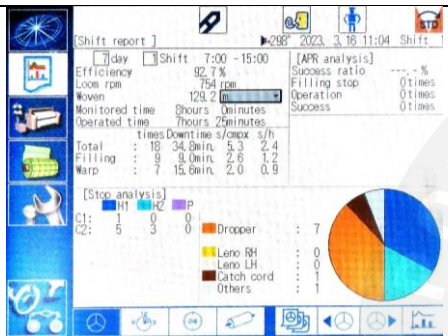 STD
[Shift report ]
298° 2023. 3.16 11:04 Shift 1
7 day 1 Shift 7:00 -15:00
Efficiency 92.7%
Loom rpm 754 rpm
Woven 129.2 m
Monitored time 8hours 0minutes
Operated time 7hours 25minutes
[APR analysis]
Success ratio ---.-%
Filling stop 0times
Operation 0times
Success 0times
times Downtime s/cmpx s/h
Total : 18 34.8min. 5.3 2.4
Filling : 9 9.0min. 2.6 1.2
Warp : 7 15.6min. 2.0 0.9
[Stop analysis]
H1 H2 P
C1: 1 0 0
C2: 5 3 0
Dropper : 7
Leno RH : 0
Leno LH : 0
Catch cord : 1
Others : 1